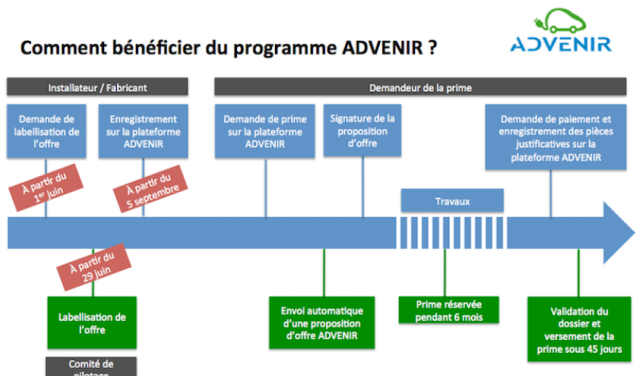 Comment bénéficier du programme ADVENIR ?
ADVENIR
Installateur / Fabricant
Demandeur de la prime
Demande de
labellisation de
l'offre
Enregistrement
sur la plateforme
ADVENIR
Demande de prime
sur la plateforme
ADVENIR
Signature de la
proposition
d'offre
Demande de paiement et
enregistrement des pièces
justificatives sur la
plateforme ADVENIR
À partir du
1er juin
À partir du
5 septembre
Travaux
À partir du
29 juin
Labellisation de
l'offre
Envoi automatique
d'une proposition
d'offre ADVENIR
Prime réservée
pendant 6 mois
Validation du
dossier et
versement de la
prime sous 45 jours
Comité de
pilotage